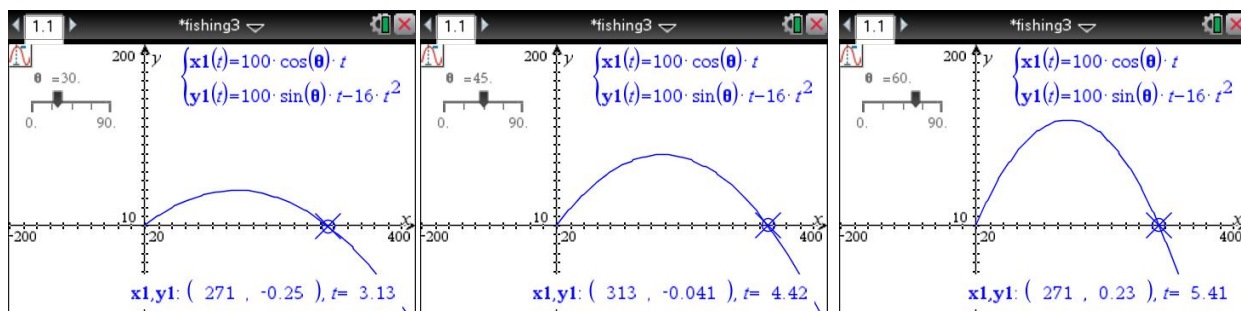 1.1 *fishing3
200 y
x1(t)=100·cos(θ)·t
y1(t)=100·sin(θ)·t-16·t²
θ =30.
0. 90.
10 x
-200 20 400
x1,y1: ( 271 , -0.25 ), t= 3.13
1.1 *fishing3
200 y
x1(t)=100·cos(θ)·t
y1(t)=100·sin(θ)·t-16·t²
θ =45.
0. 90.
10 x
-200 20 400
x1,y1: ( 313 , -0.041 ), t= 4.42
1.1 *fishing3
200 y
x1(t)=100·cos(θ)·t
y1(t)=100·sin(θ)·t-16·t²
θ =60.
0. 90.
10 x
-200 20 400
x1,y1: ( 271 , 0.23 ), t= 5.41